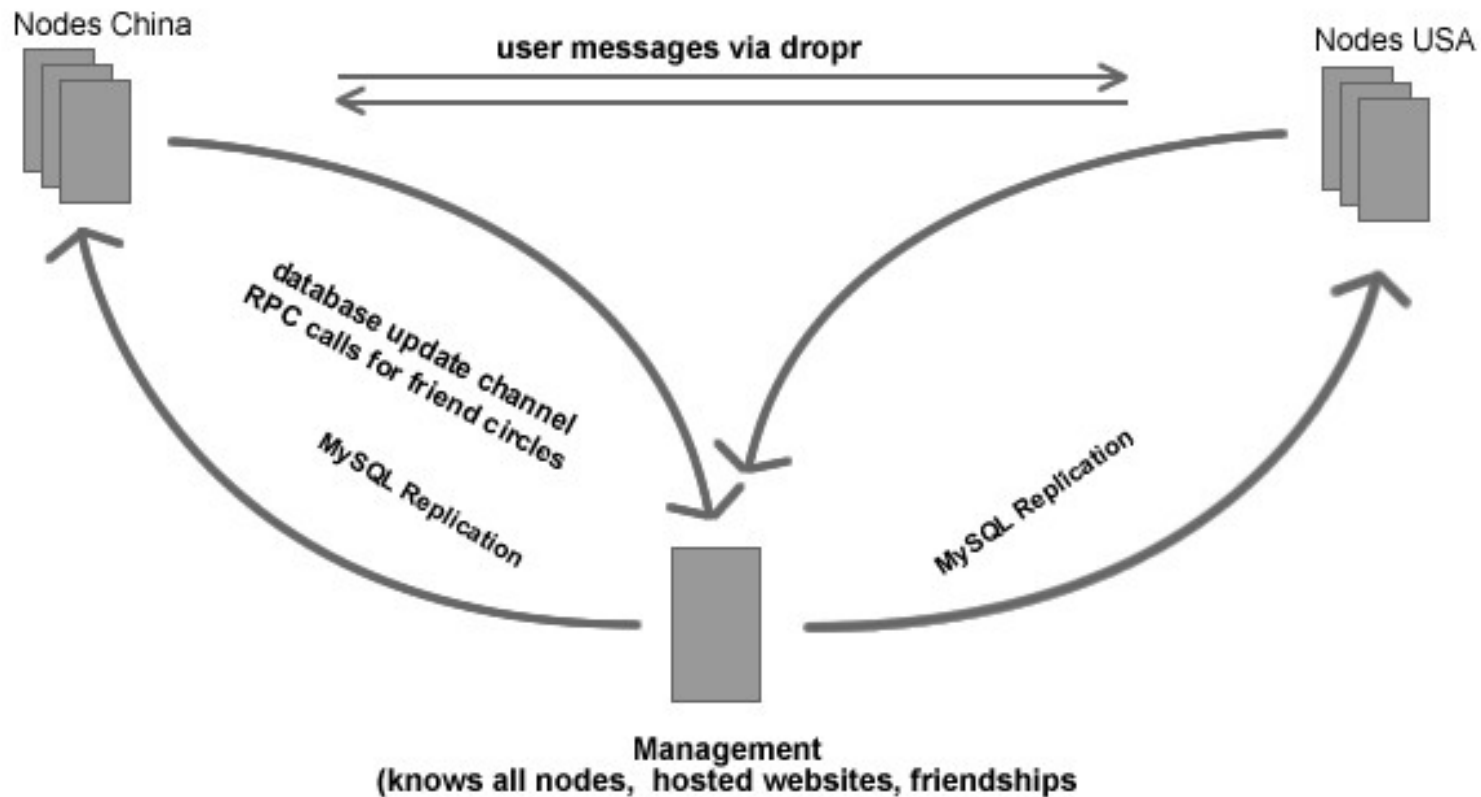 Nodes China
user messages via dropr
Nodes USA
database update channel
RPC calls for friend circles
MySQL Replication
MySQL Replication
Management
(knows all nodes, hosted websites, friendships